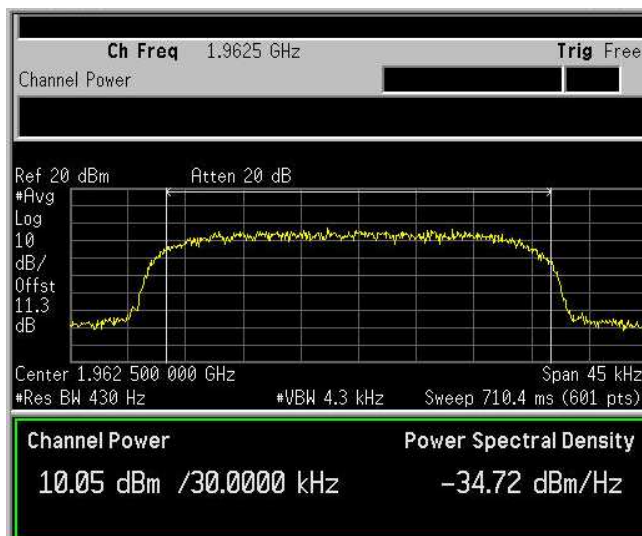 Ch Freq 1.9625 GHz Trig Free
Channel Power
Ref 20 dBm Atten 20 dB
#Avg
Log
10
dB/
Offst
11.3
dB
Center 1.962 500 000 GHz Span 45 kHz
#Res BW 430 Hz #VBW 4.3 kHz Sweep 710.4 ms (601 pts)
Channel Power Power Spectral Density
10.05 dBm /30.0000 kHz -34.72 dBm/Hz